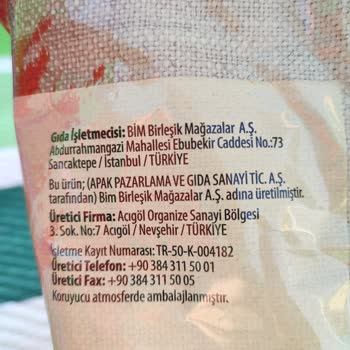 Gıda İşletmecisi: BİM Birleşik Mağazalar A.Ş.
Abdurrahmangazi Mahallesi Ebubekir Caddesi No.:73
Sancaktepe / İstanbul / TÜRKİYE
Bu ürün; (APAK PAZARLAMA VE GIDA SANAYİ TİC. A.Ş.
tarafından) Bim Birleşik Mağazalar A.Ş. adına üretilmiştir.
Üretici Firma: Acıgöl Organize Sanayi Bölgesi
3. Sok. No:7 Acıgöl / Nevşehir / TÜRKİYE
İşletme Kayıt Numarası: TR-50-K-004182
Üretici Telefon: +90 384 311 50 01
Üretici Fax: +90 384 311 50 05
Koruyucu atmosferde ambalajlanmıştır.